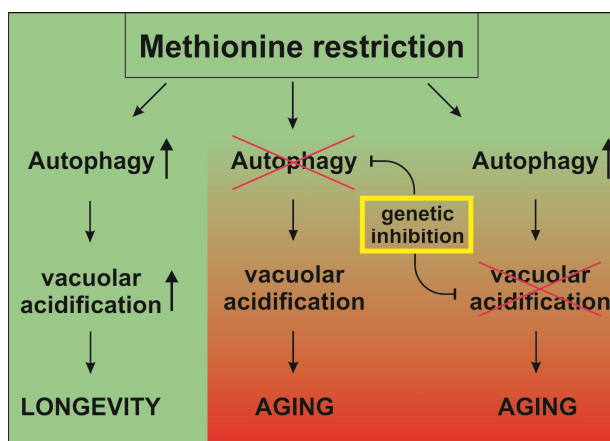 Methionine restriction
Autophagy
vacuolar
acidification
LONGEVITY
Autophagy
vacuolar
acidification
AGING
genetic
inhibition
Autophagy
vacuolar
acidification
AGING